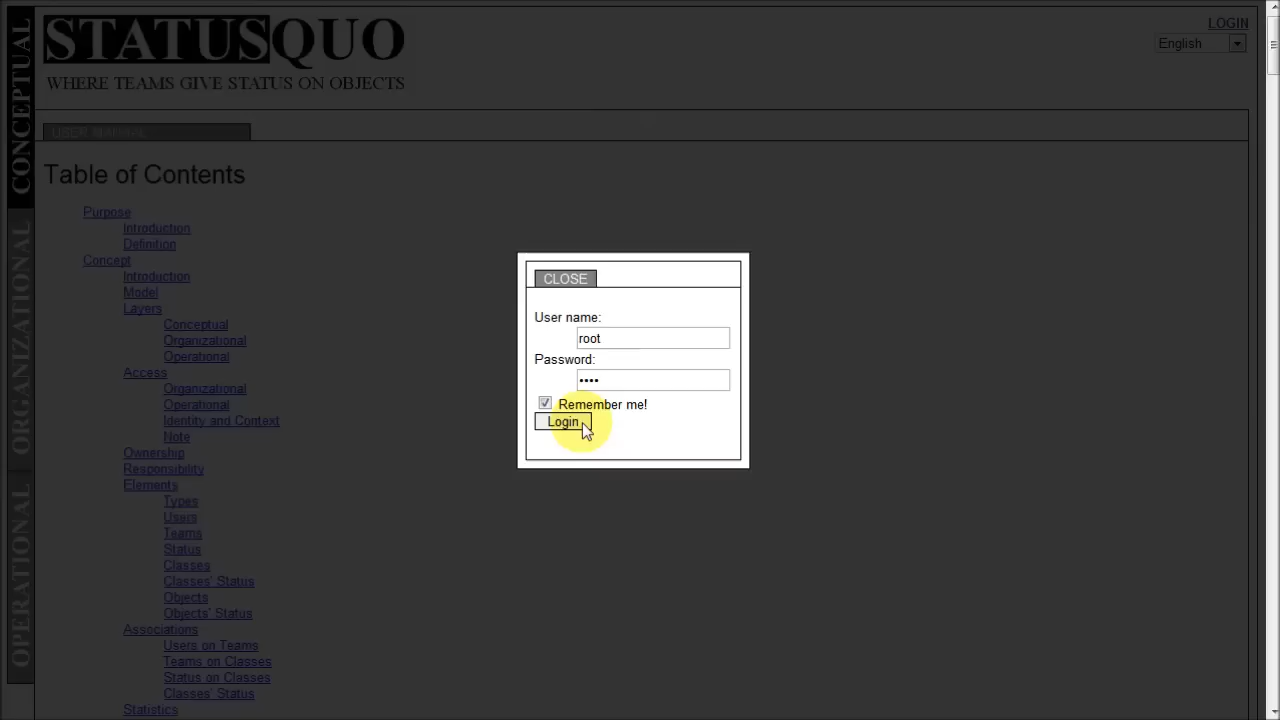 CONCEPTUAL
ORGANIZATIONAL
OPERATIONAL
STATUSQUO
WHERE TEAMS GIVE STATUS ON OBJECTS
LOGIN
English
USER MANUAL
Table of Contents
Purpose
Introduction
Definition
Concept
Introduction
Model
Layers
Conceptual
Organizational
Operational
Access
Organizational
Operational
Identity and Context
Note
Ownership
Responsibility
Elements
Types
Users
Teams
Status
Classes
Classes' Status
Objects
Objects' Status
Associations
Users on Teams
Teams on Classes
Status on Classes
Classes' Status
Statistics
CLOSE
User name:
root
Password:
••••
Remember me!
Login